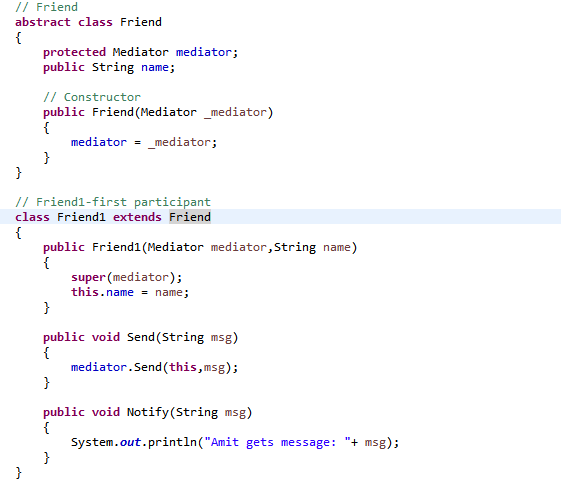 // Friend
abstract class Friend
{
    protected Mediator mediator;
    public String name;

    // Constructor
    public Friend(Mediator _mediator)
    {
        mediator = _mediator;
    }
}

// Friend1-first participant
class Friend1 extends Friend
{
    public Friend1(Mediator mediator,String name)
    {
        super(mediator);
        this.name = name;
    }

    public void Send(String msg)
    {
        mediator.Send(this,msg);
    }

    public void Notify(String msg)
    {
        System.out.println("Amit gets message: "+ msg);
    }
}